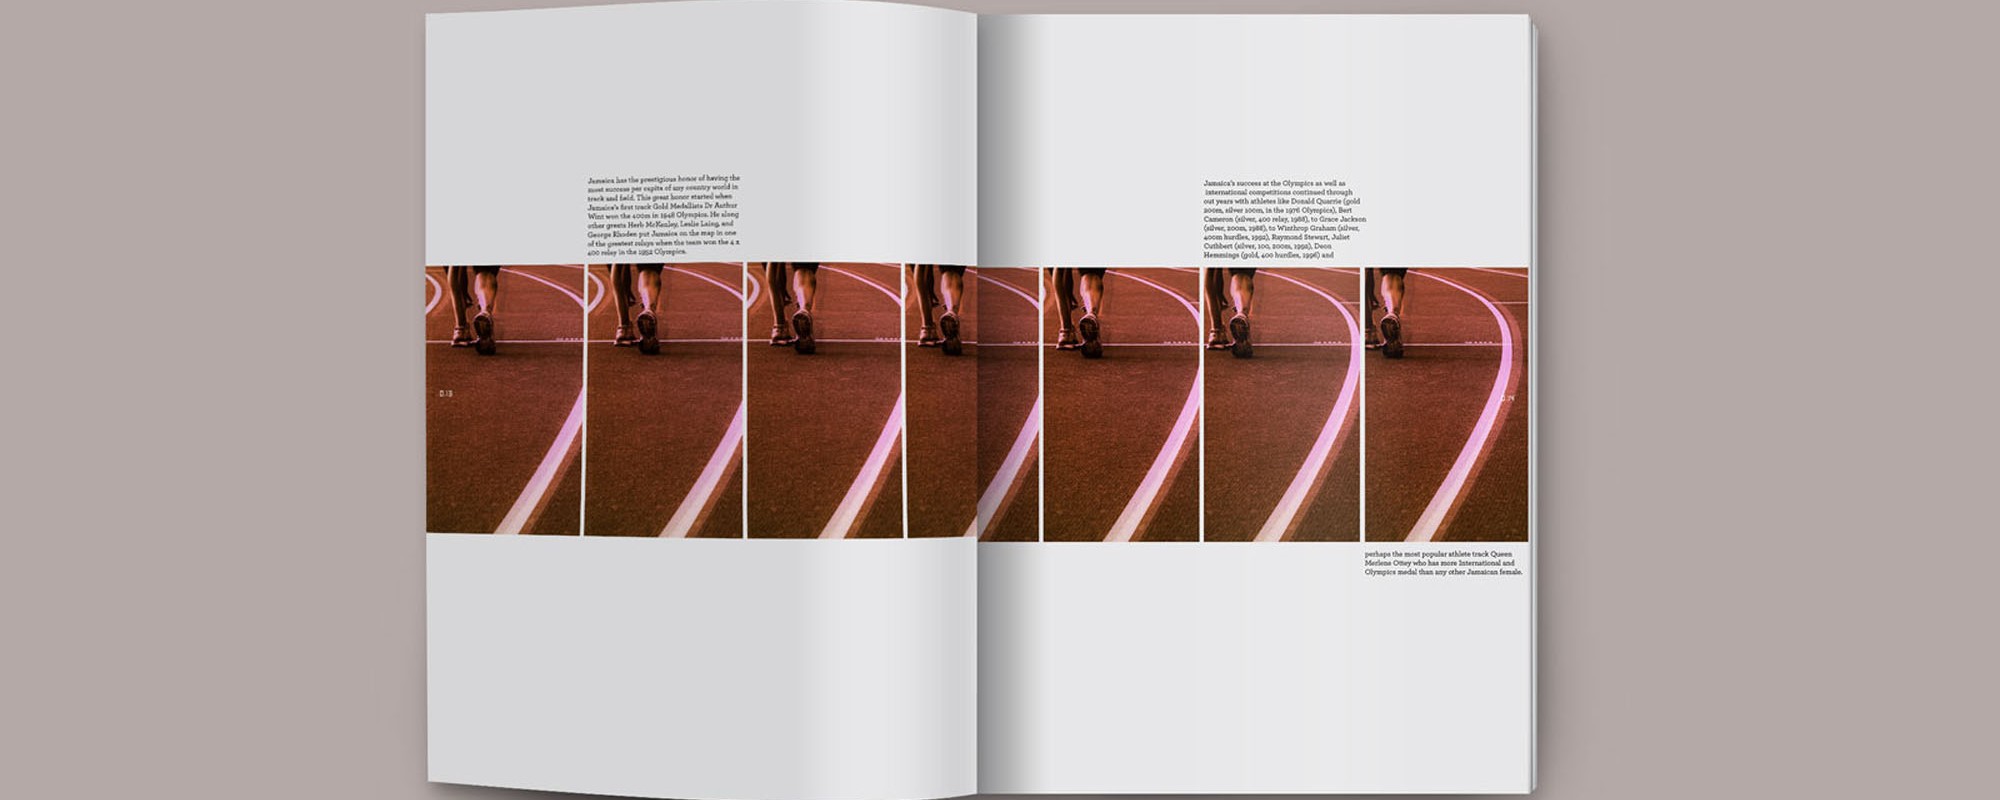 Jamaica has the prestigious honor of having the
most success per capita of any country world in
track and field. This great honor started when
Jamaica's first track Gold Medallists Dr Aurthur
Wint won the 400m in 1948 Olympics. He along
other greats Herb McKenley, Leslie Laing, and
George Rhoden put Jamaica on the map in one
of the greatest relays when the team won the 4 x
400 relay in the 1952 Olympics.
0.13
Jamaica's success at the Olympics as well as
international competitions continued through
out years with athletes like Donald Quarrie (gold
200m, silver 100m, in the 1976 Olympics), Bert
Cameron (silver, 400 relay, 1988), to Grace Jackson
(silver, 200m, 1988), to Winthrop Graham (silver,
400m hurdles, 1992), Raymond Stewart, Juliet
Cuthbert (silver, 100, 200m, 1992), Deon
Hemmings (gold, 400 hurdles, 1996) and
0.14
perhaps the most popular athlete track Queen
Merlene Ottey who has more International and
Olympics medal than any other Jamaican female.